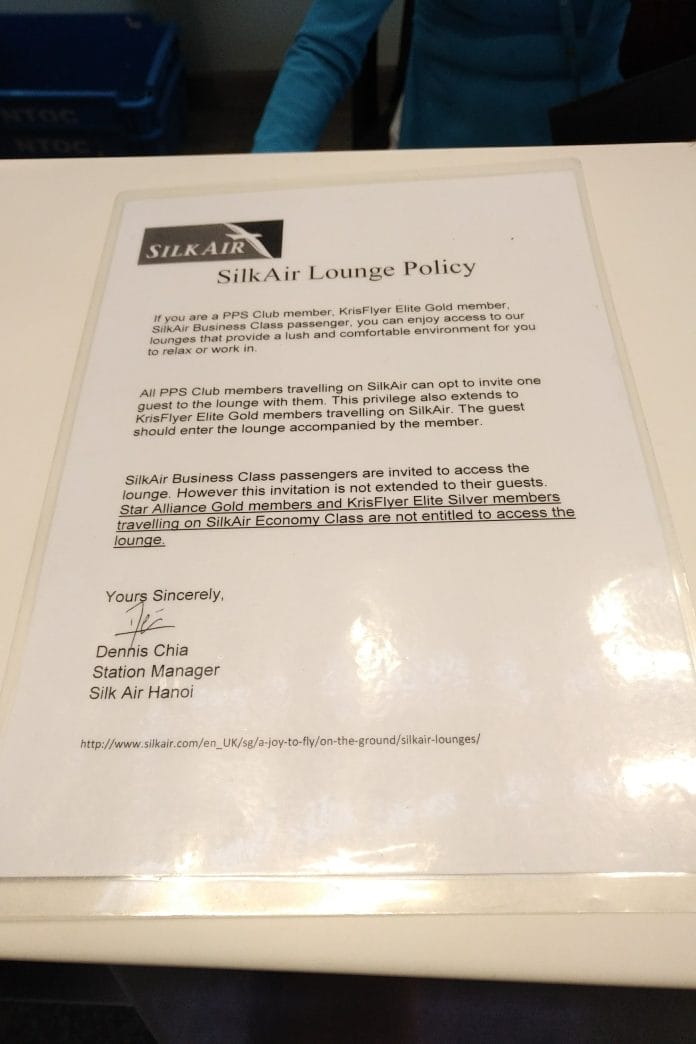 NTOC
NTOC
SILKAIR
SilkAir Lounge Policy
If you are a PPS Club member, KrisFlyer Elite Gold member,
SilkAir Business Class passenger, you can enjoy access to our
lounges that provide a lush and comfortable environment for you
to relax or work in.
All PPS Club members travelling on SilkAir can opt to invite one
guest to the lounge with them. This privilege also extends to
KrisFlyer Elite Gold members travelling on SilkAir. The guest
should enter the lounge accompanied by the member.
SilkAir Business Class passengers are invited to access the
lounge. However this invitation is not extended to their guests.
Star Alliance Gold members and KrisFlyer Elite Silver members
travelling on SilkAir Economy Class are not entitled to access the
lounge.
Yours Sincerely,
Dennis Chia
Station Manager
Silk Air Hanoi
http://www.silkair.com/en_UK/sg/a-joy-to-fly/on-the-ground/silkair-lounges/